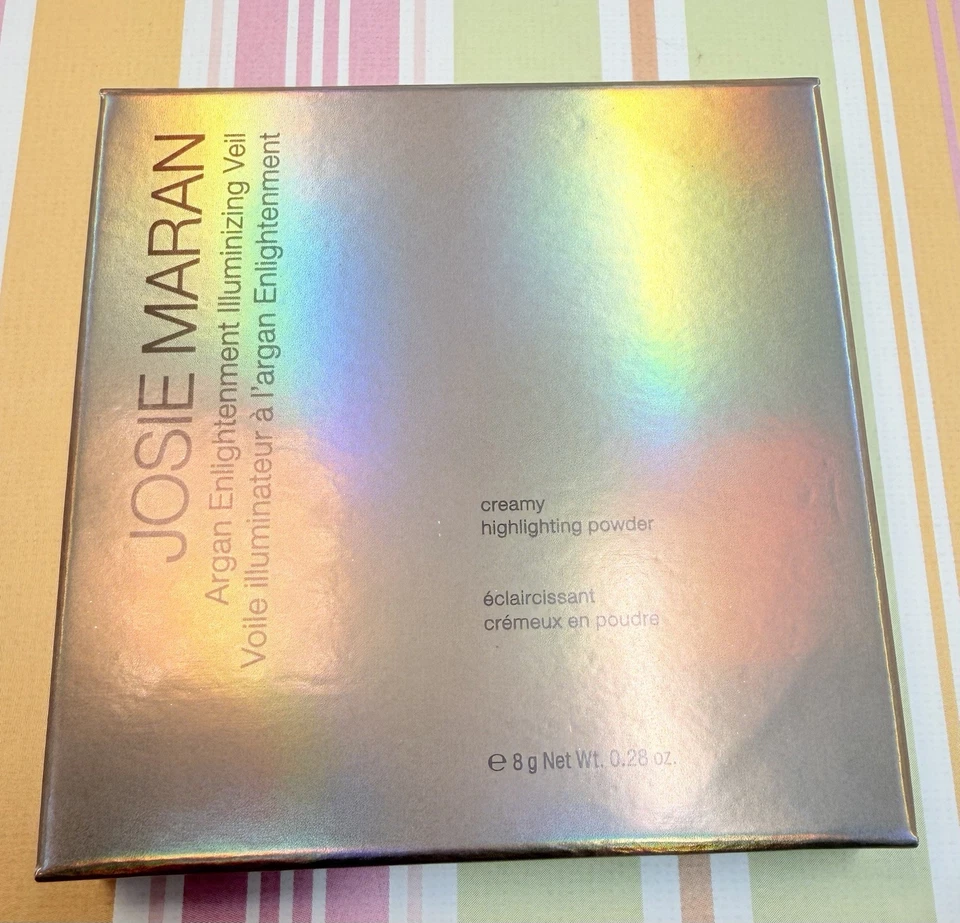 JOSIE MARAN
Argan Enlightenment Illuminizing Veil
Voile illuminateur à l'argan Enlightenment
creamy
highlighting powder
éclaircissant
crémeux en poudre
℮ 8 g Net Wt. 0.28 oz.